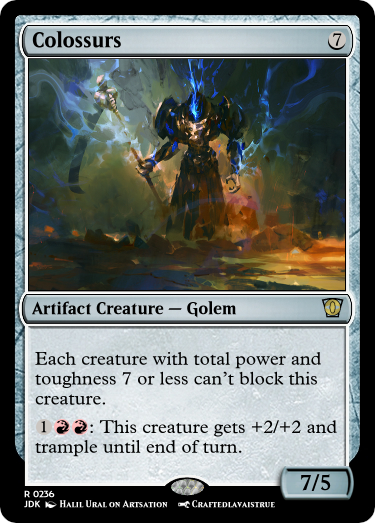 Colossurs 7
Artifact Creature — Golem
Each creature with total power and
toughness 7 or less can't block this
creature.
1 : This creature gets +2/+2 and
trample until end of turn.
7/5
R 0236
JDK Halil Ural on Artsation Craftedlavaistrue